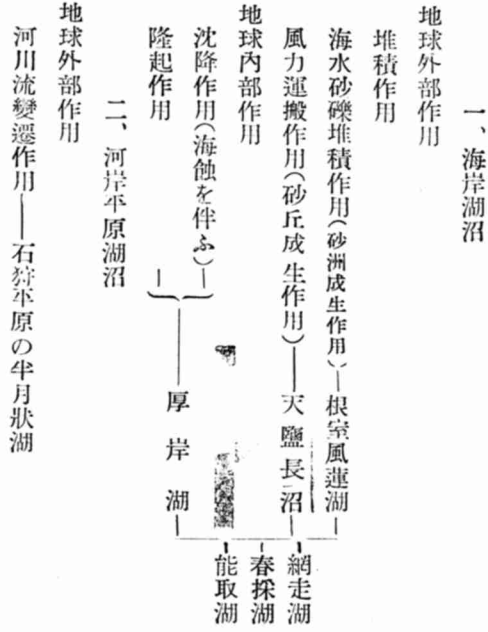 一、海岸湖沼
地球外部作用
堆積作用
海水砂礫堆積作用(砂洲成生作用)—根室風蓮湖
風力運搬作用(砂丘成生作用)——天鹽長沼
地球內部作用
沈降作用(海蝕を伴ふ)
隆起作用
厚岸湖
網走湖
春採湖
能取湖
二、河岸平原湖沼
地球外部作用
河川流變遷作用——石狩平原の半月狀湖